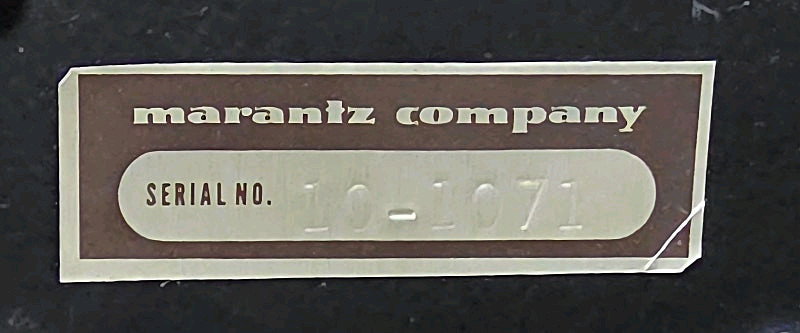 marantz company
SERIAL NO. 10-1071